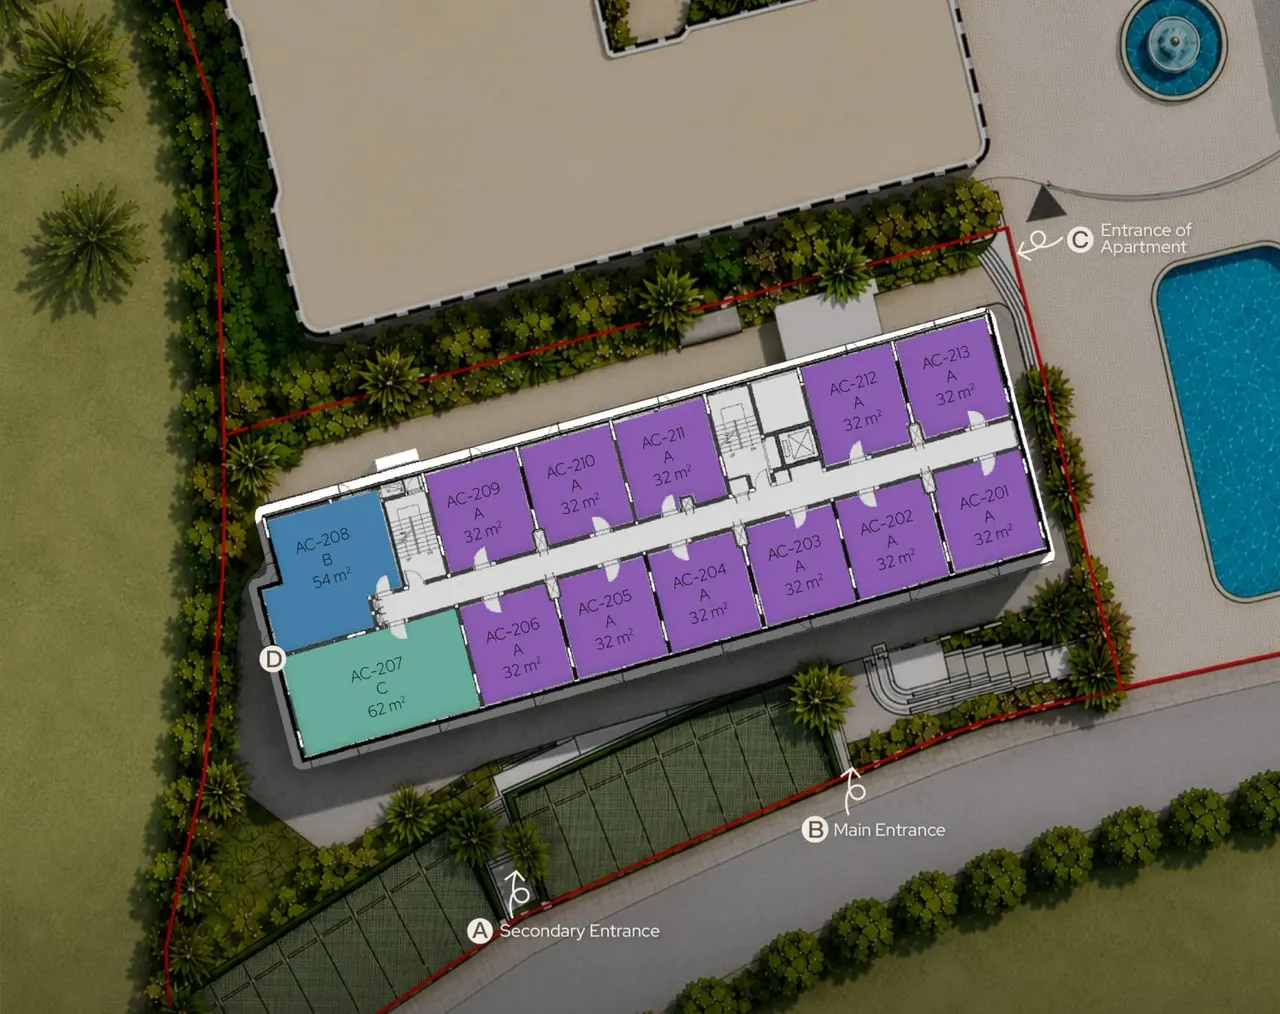 C
Entrance of
Apartment
AC-213
A
32 m²
AC-212
A
32 m²
AC-211
A
32 m²
AC-210
A
32 m²
AC-209
A
32 m²
AC-208
B
54 m²
AC-201
A
32 m²
AC-202
A
32 m²
AC-203
A
32 m²
AC-204
A
32 m²
AC-205
A
32 m²
AC-206
A
32 m²
AC-207
C
62 m²
D
B Main Entrance
A Secondary Entrance